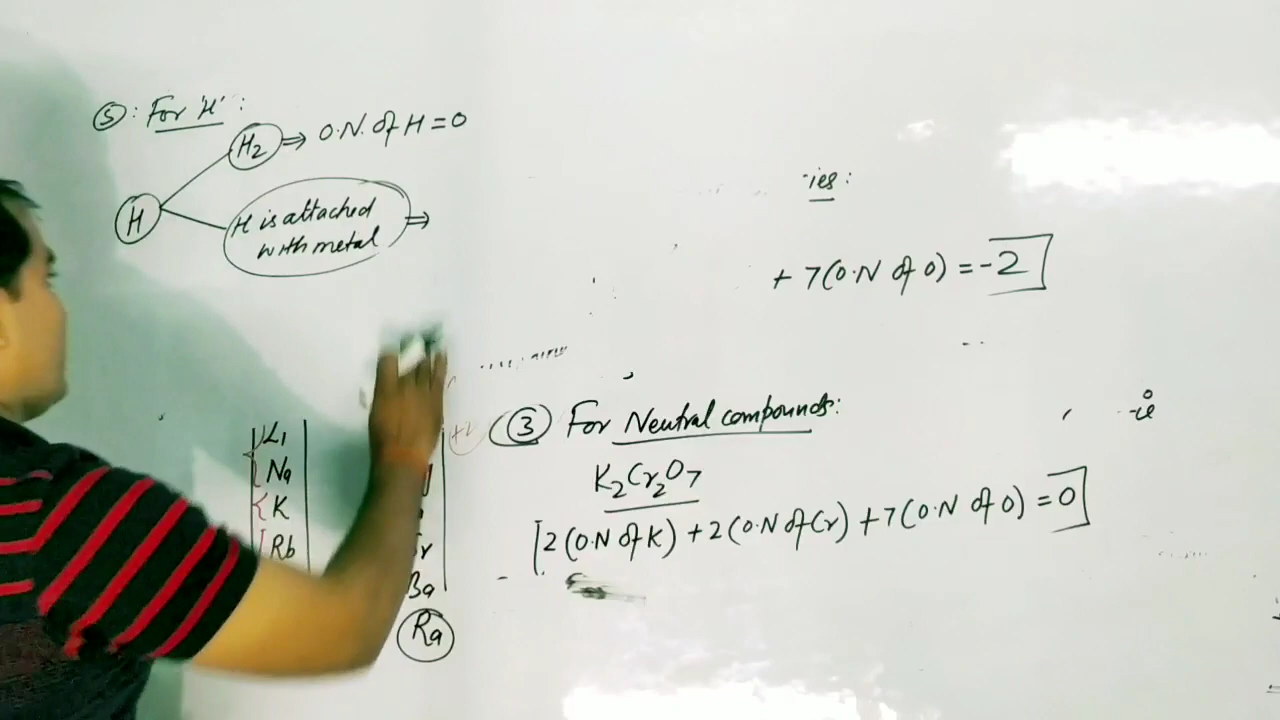 ⑤: For 'H':
H₂ ⇒ O.N. of H = 0
H
H is attached
with metal ⇒
Li
Na
K
Rb
Ba
Ra
+2
-ies:
+ 7(O.N of O) = -2
③ For Neutral compounds:
K₂Cr₂O₇
2(O.N of K) + 2(O.N of Cr) + 7(O.N of O) = 0